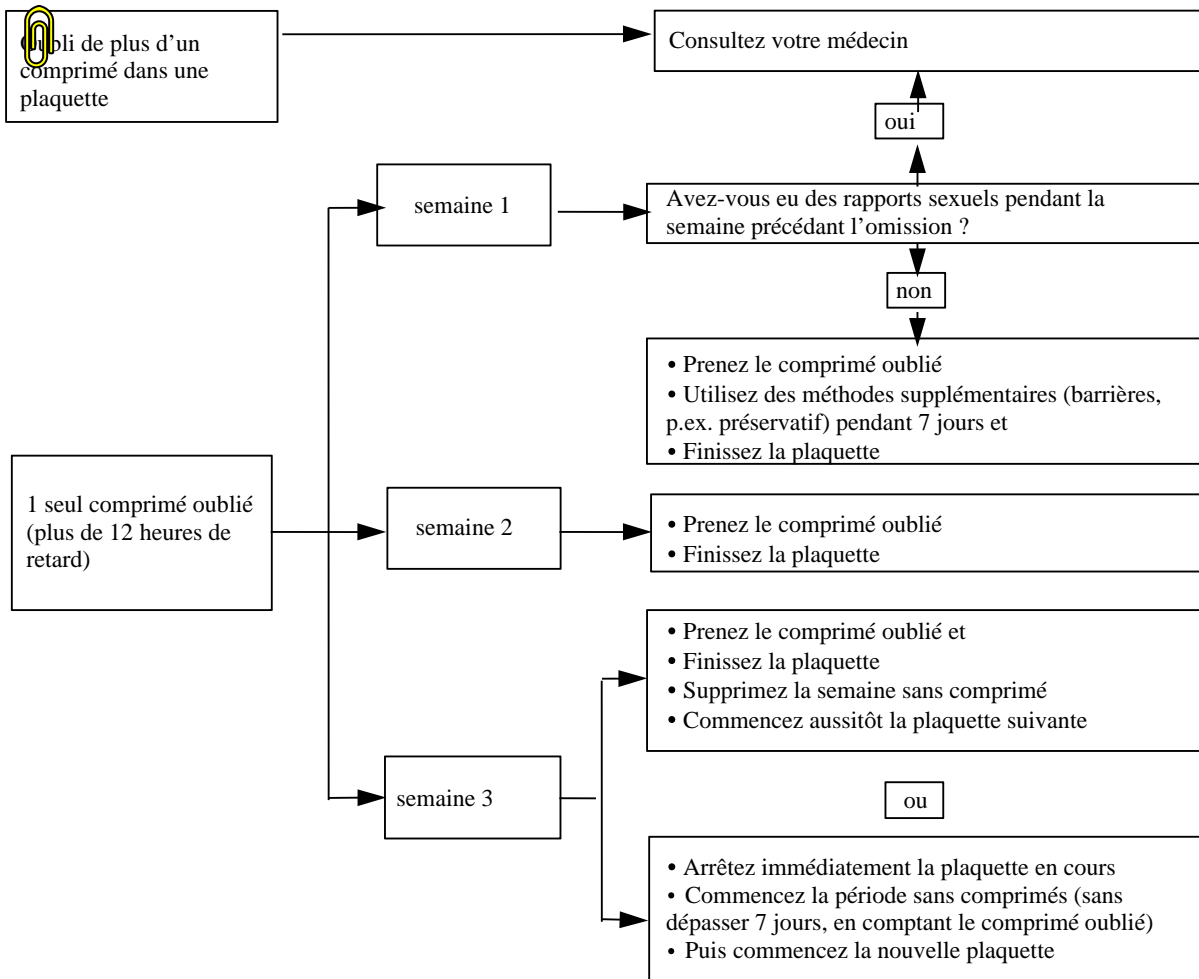 de plus d’un
comprimé dans une
plaquette
Consultez votre médecin
oui
semaine 1
Avez-vous eu des rapports sexuels pendant la
semaine précédant l’omission ?
non
• Prenez le comprimé oublié
• Utilisez des méthodes supplémentaires (barrières,
p.ex. préservatif) pendant 7 jours et
• Finissez la plaquette
1 seul comprimé oublié
(plus de 12 heures de
retard)
semaine 2
• Prenez le comprimé oublié
• Finissez la plaquette
• Prenez le comprimé oublié et
• Finissez la plaquette
• Supprimez la semaine sans comprimé
• Commencez aussitôt la plaquette suivante
semaine 3
ou
• Arrêtez immédiatement la plaquette en cours
• Commencez la période sans comprimés (sans
dépasser 7 jours, en comptant le comprimé oublié)
• Puis commencez la nouvelle plaquette